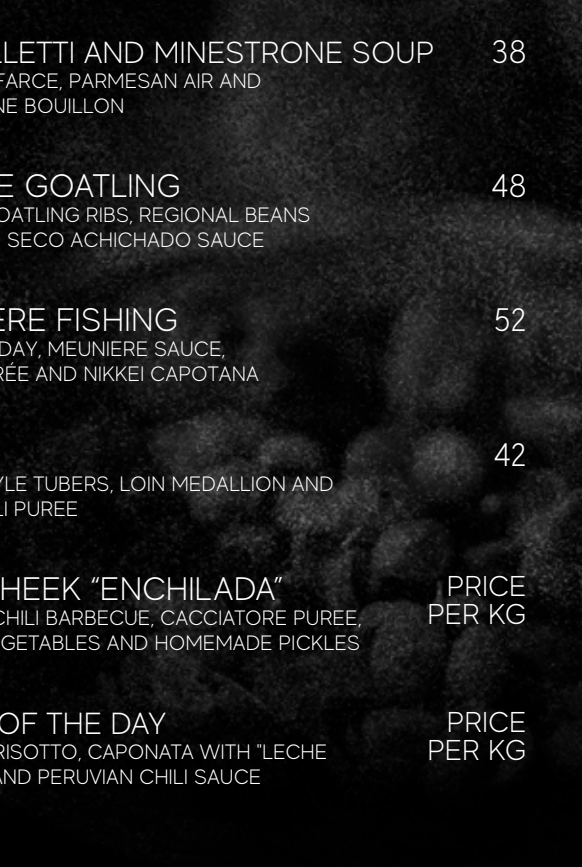 LLETTI AND MINESTRONE SOUP 38
FARCE, PARMESAN AIR AND
NE BOUILLON
E GOATLING 48
OATLING RIBS, REGIONAL BEANS
SECO ACHICHADO SAUCE
ERE FISHING 52
DAY, MEUNIERE SAUCE,
RÉE AND NIKKEI CAPOTANA
42
YLE TUBERS, LOIN MEDALLION AND
LI PUREE
HEEK “ENCHILADA” PRICE
PER KG
CHILI BARBECUE, CACCIATORE PUREE,
GETABLES AND HOMEMADE PICKLES
OF THE DAY PRICE
PER KG
RISOTTO, CAPONATA WITH "LECHE
AND PERUVIAN CHILI SAUCE